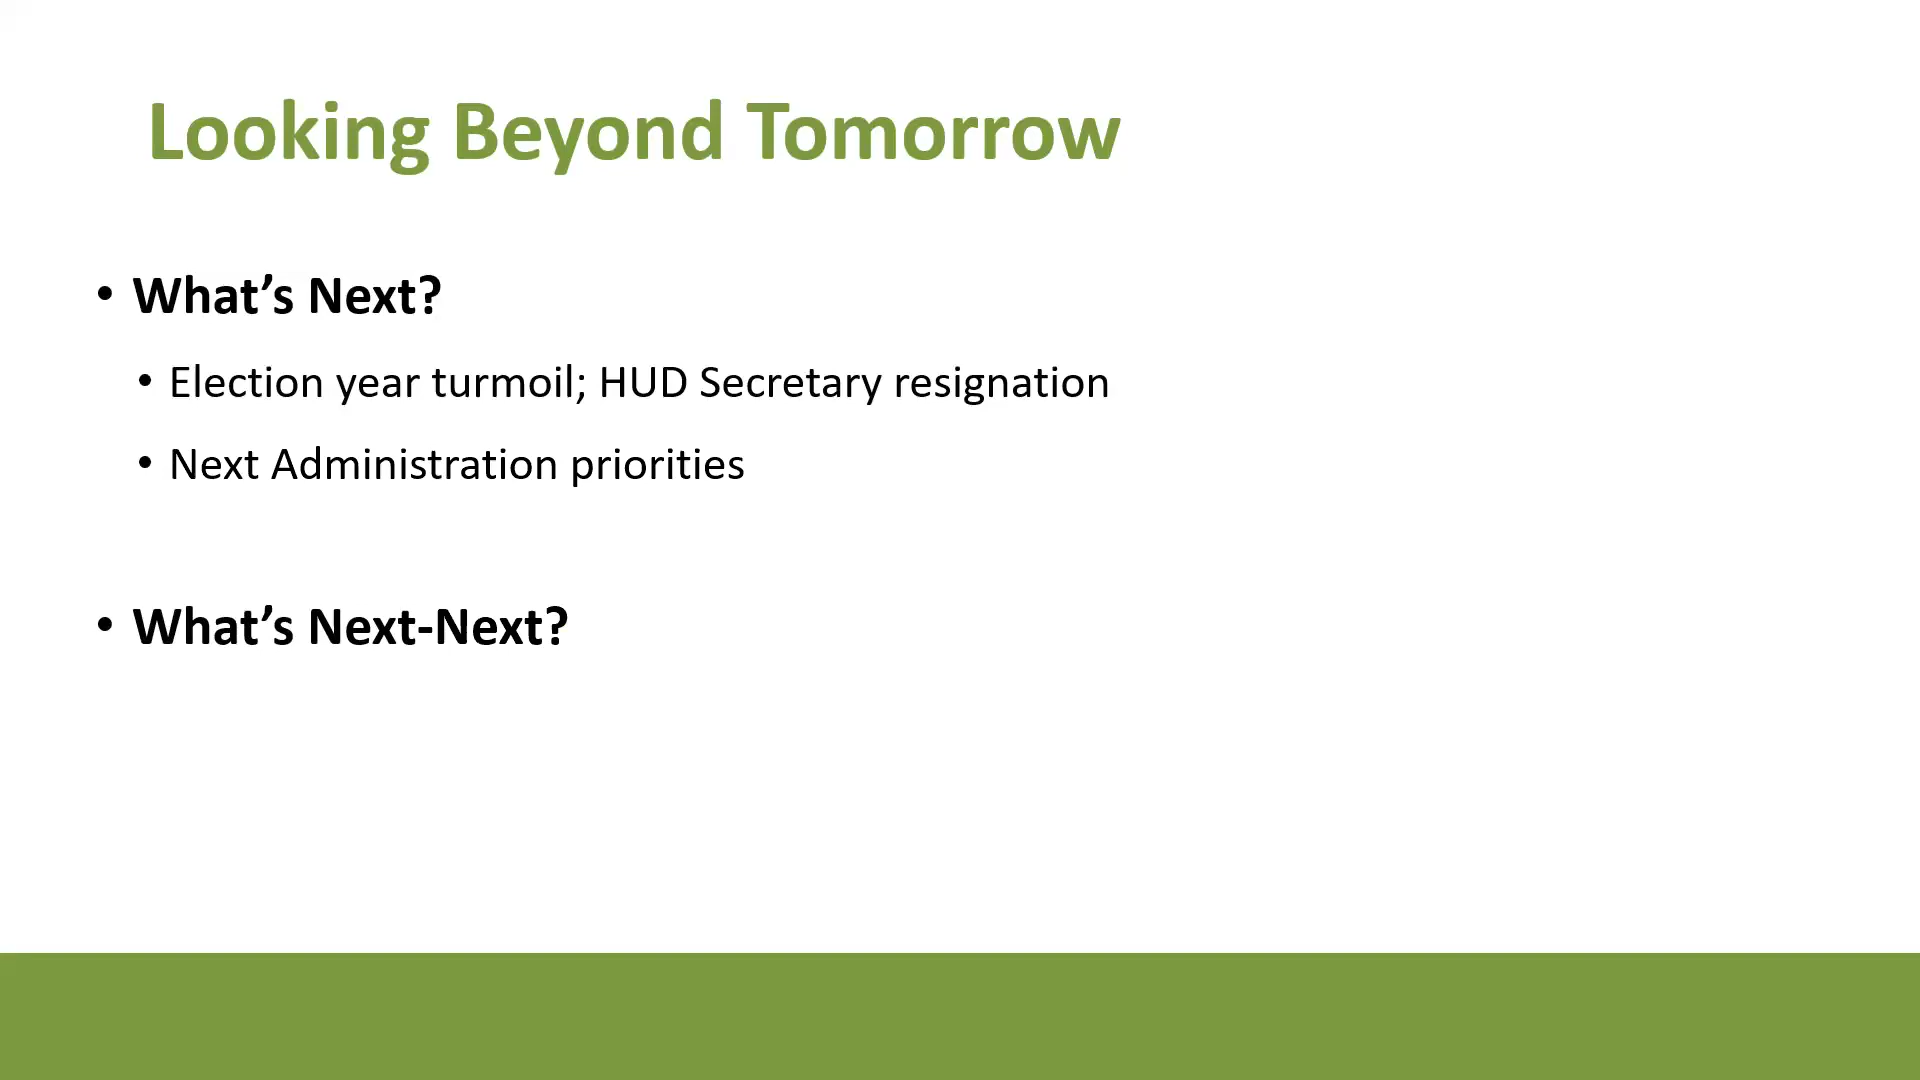 Looking Beyond Tomorrow
• What’s Next?
• Election year turmoil; HUD Secretary resignation
• Next Administration priorities
• What’s Next-Next?